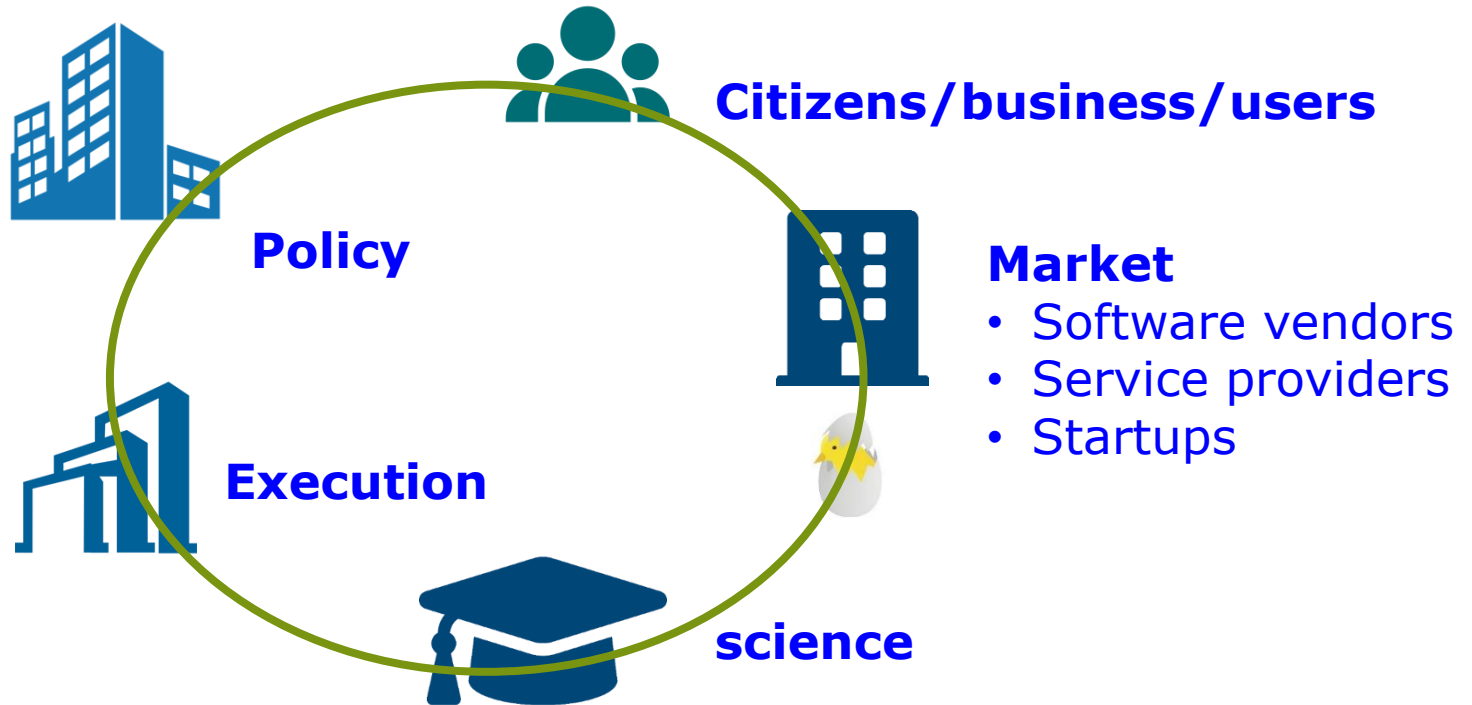 Citizens/business/users
Policy
Market
• Software vendors
• Service providers
• Startups
Execution
science